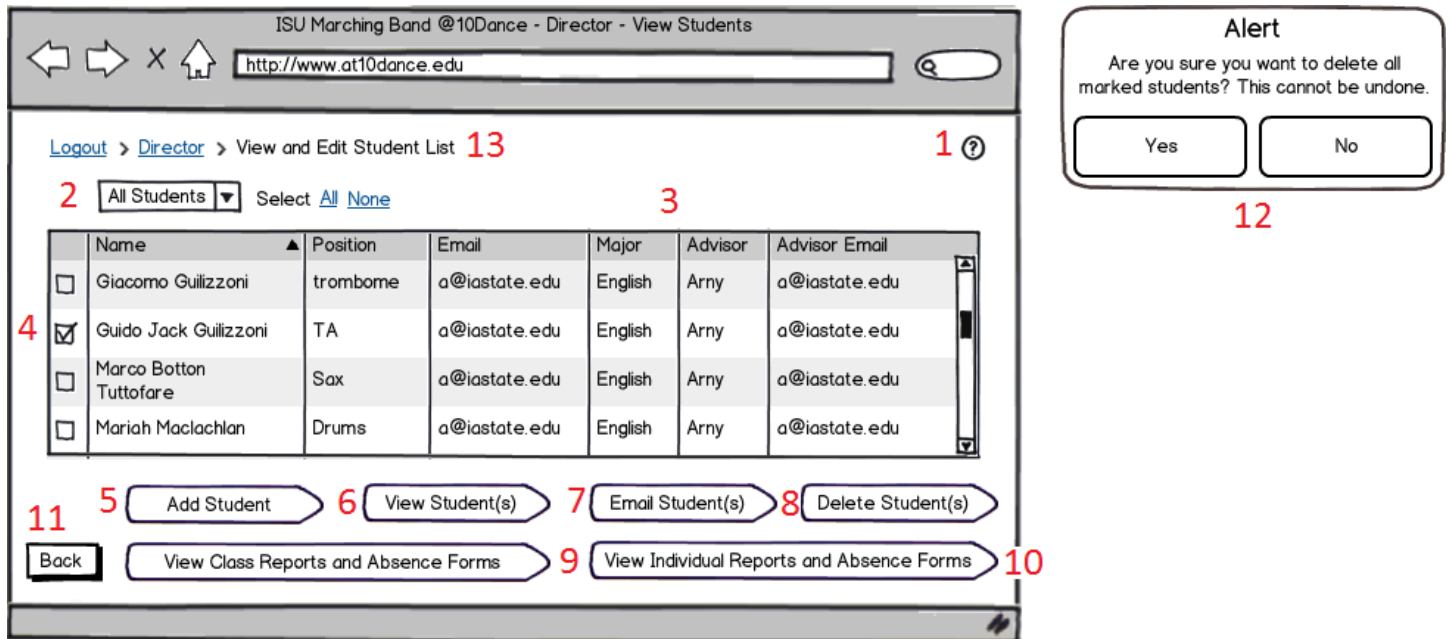 ISU Marching Band @10Dance - Director - View Students
http://www.at10dance.edu
Logout > Director > View and Edit Student List 13
1 ?
2 All Students Select All None
3
Name Position Email Major Advisor Advisor Email
Giacomo Guilizzoni trombome a@iastate.edu English Arny a@iastate.edu
4 Guido Jack Guilizzoni TA a@iastate.edu English Arny a@iastate.edu
Marco Botton
Tuttofare Sax a@iastate.edu English Arny a@iastate.edu
Mariah Maclachlan Drums a@iastate.edu English Arny a@iastate.edu
5 Add Student 6 View Student(s) 7 Email Student(s) 8 Delete Student(s)
11
Back View Class Reports and Absence Forms 9 View Individual Reports and Absence Forms 10
Alert
Are you sure you want to delete all
marked students? This cannot be undone.
Yes No
12